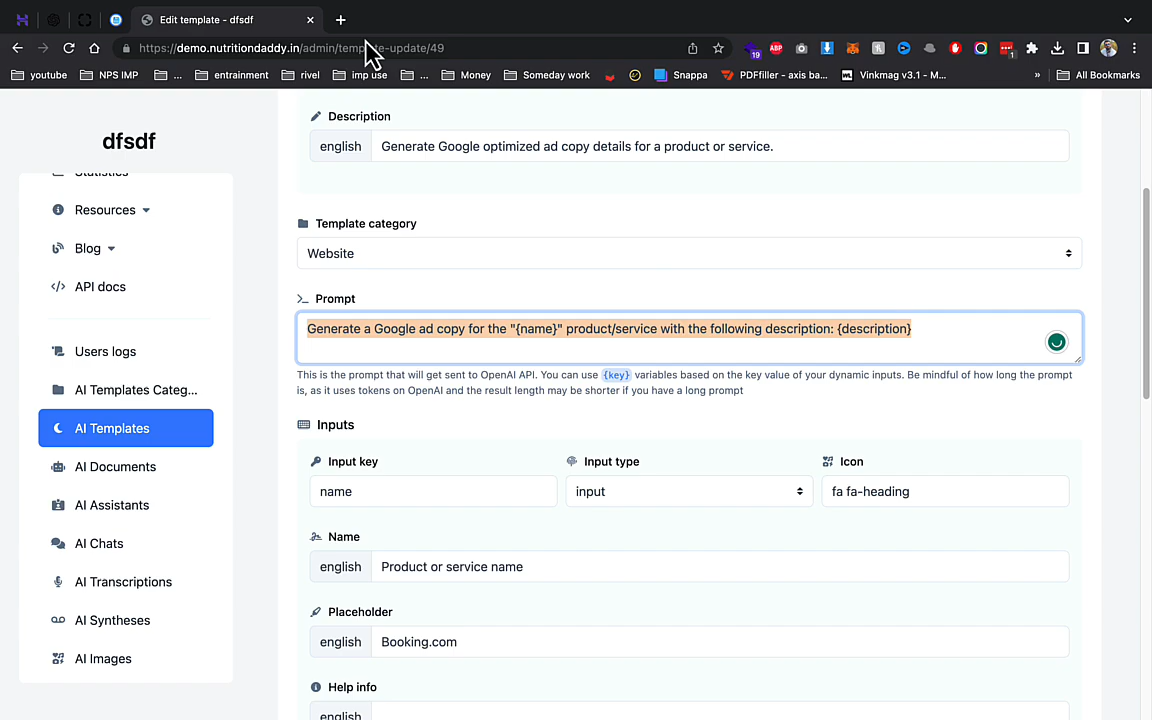 Edit template - dfsdf
https://demo.nutritiondaddy.in/admin/template-update/49
19
ABP
1
youtube
NPS IMP
...
entrainment
rivel
imp use
...
Money
Someday work
Snappa
PDFfiller - axis ba...
Vinkmag v3.1 - M...
»
All Bookmarks
dfsdf
Statistics
Resources
Blog
API docs
Users logs
AI Templates Categ...
AI Templates
AI Documents
AI Assistants
AI Chats
AI Transcriptions
AI Syntheses
AI Images
Description
english
Generate Google optimized ad copy details for a product or service.
Template category
Website
Prompt
Generate a Google ad copy for the "{name}" product/service with the following description: {description}
This is the prompt that will get sent to OpenAI API. You can use {key} variables based on the key value of your dynamic inputs. Be mindful of how long the prompt
is, as it uses tokens on OpenAI and the result length may be shorter if you have a long prompt
Inputs
Input key
Input type
Icon
name
input
fa fa-heading
Name
english
Product or service name
Placeholder
english
Booking.com
Help info
english